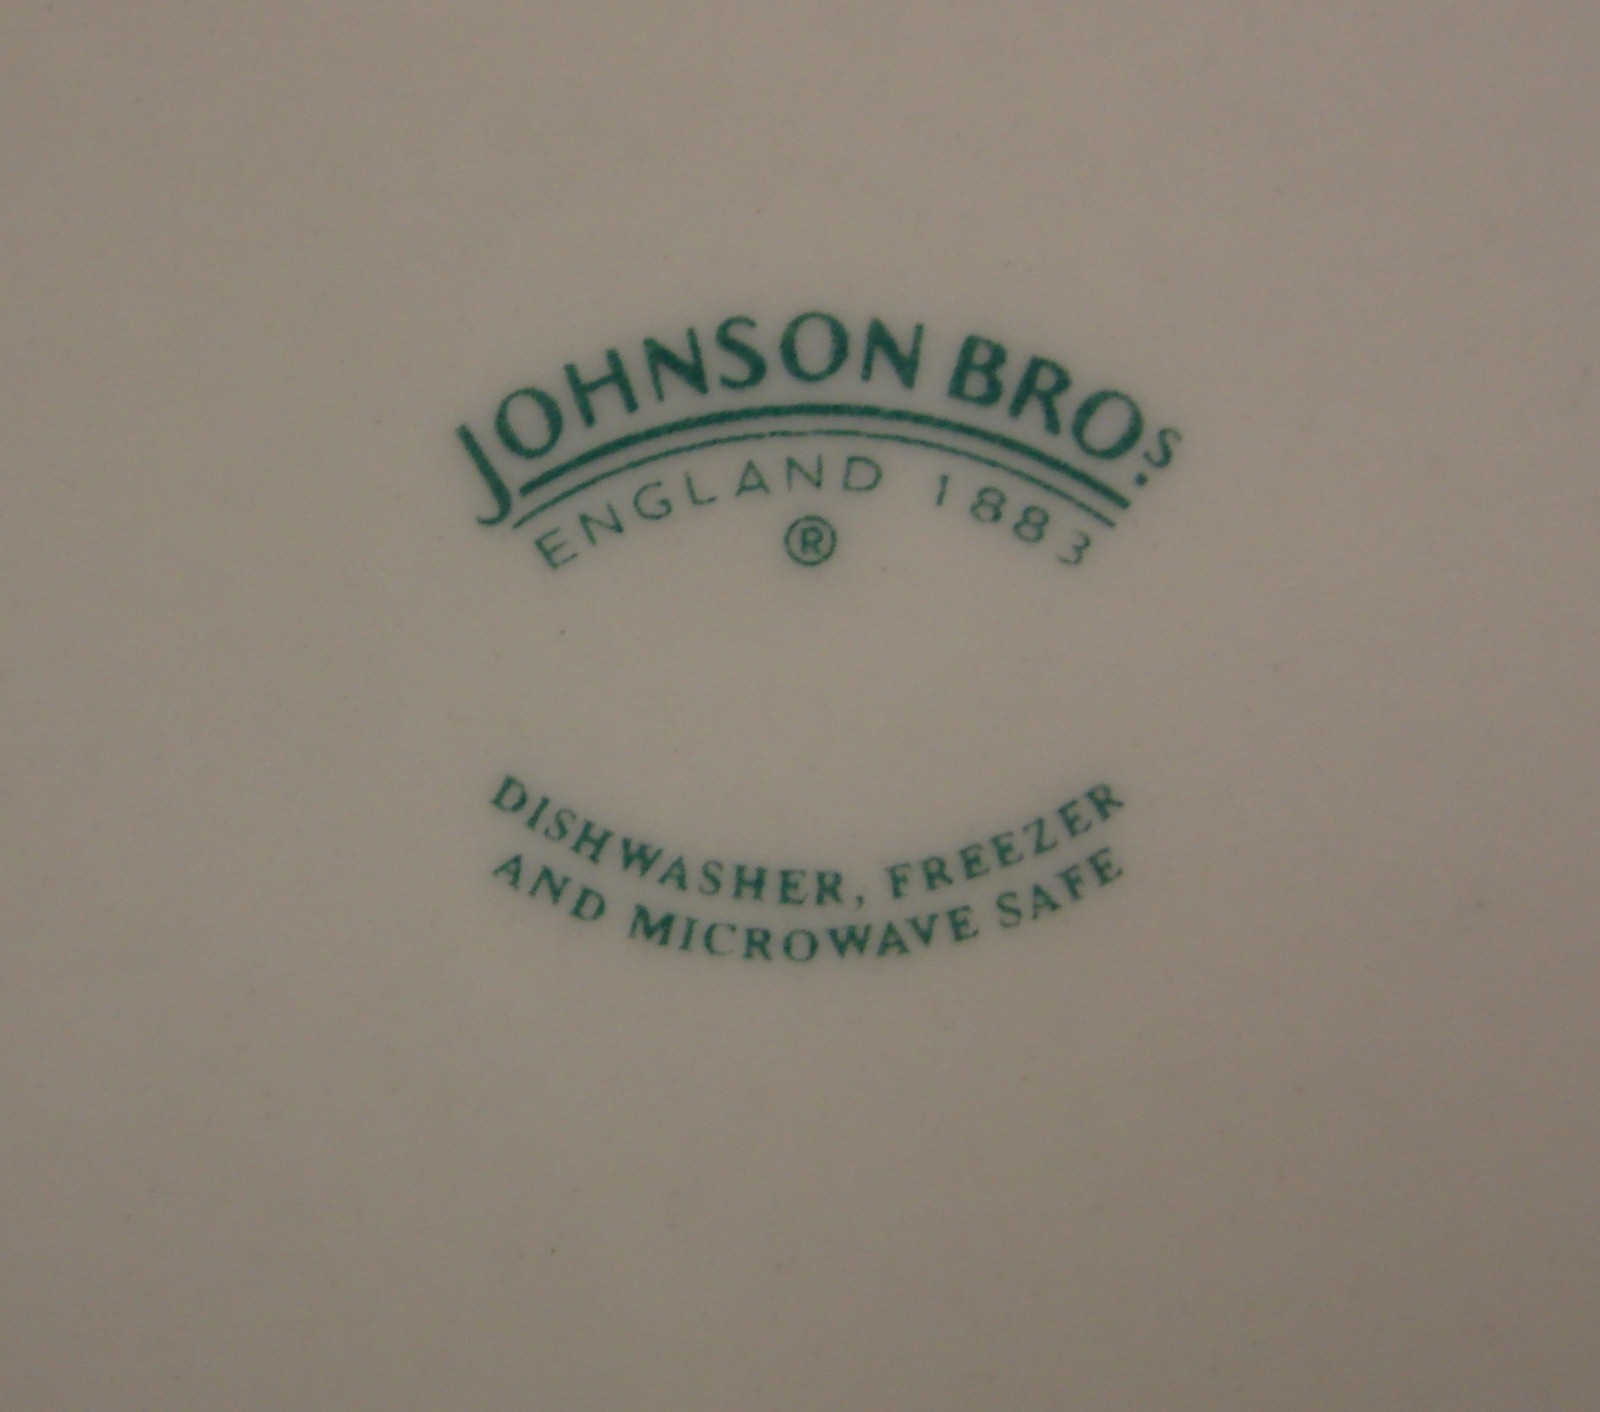 JOHNSON BROS.
ENGLAND 1883
®
DISHWASHER, FREEZER
AND MICROWAVE SAFE